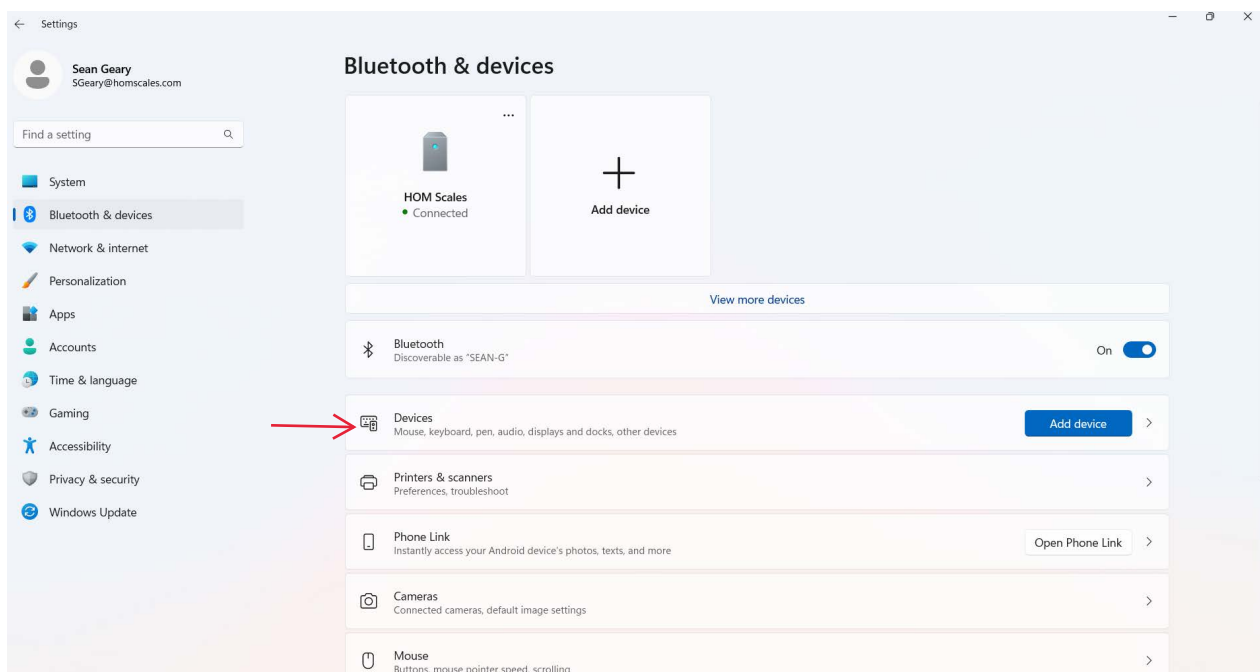 Settings
Sean Geary
SGeary@homscales.com
Find a setting
System
Bluetooth & devices
Network & internet
Personalization
Apps
Accounts
Time & language
Gaming
Accessibility
Privacy & security
Windows Update
Bluetooth & devices
HOM Scales
Connected
Add device
View more devices
Bluetooth
Discoverable as "SEAN-G"
On
Devices
Mouse, keyboard, pen, audio, displays and docks, other devices
Add device
Printers & scanners
Preferences, troubleshoot
Phone Link
Instantly access your Android device's photos, texts, and more
Open Phone Link
Cameras
Connected cameras, default image settings
Mouse
Buttons, mouse pointer speed, scrolling